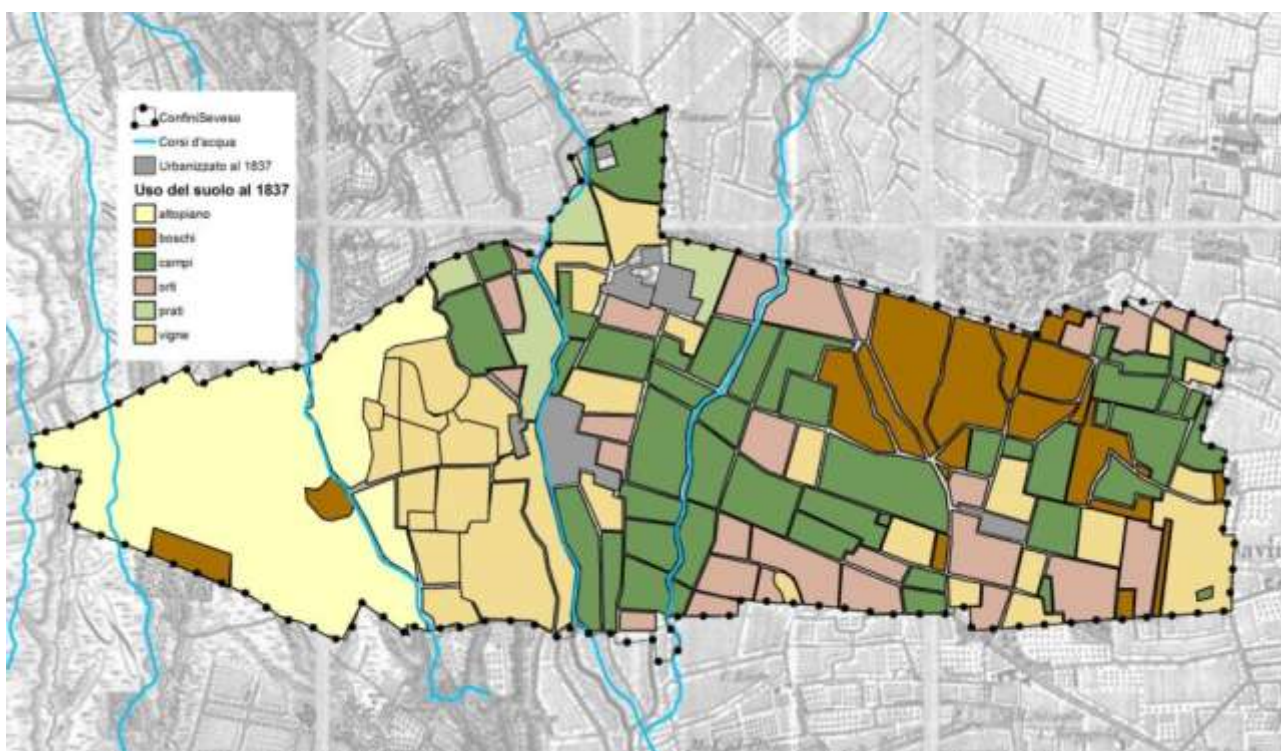 ConfiniSeveso
Corsi d'acqua
Urbanizzato al 1837
Uso del suolo al 1837
altopiano
boschi
campi
orti
prati
vigne